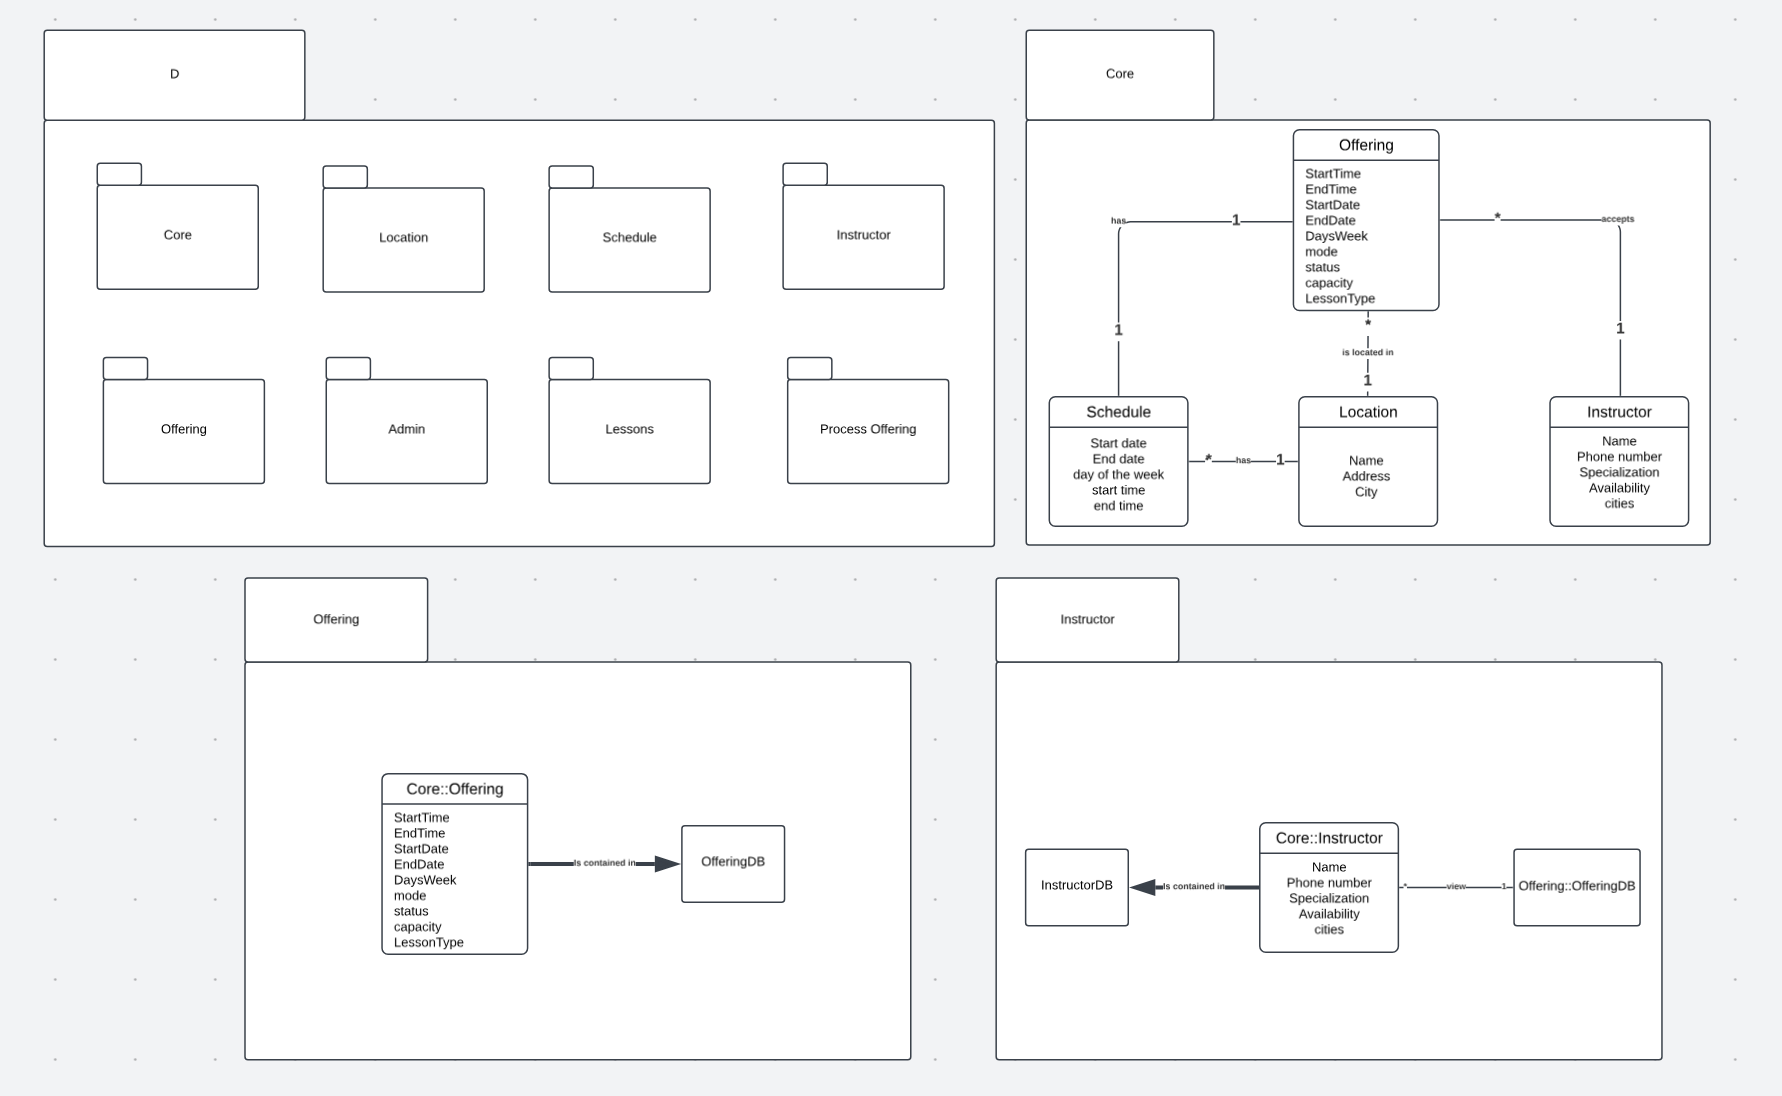 D
Core
Location
Schedule
Instructor
Offering
Admin
Lessons
Process Offering
Core
Offering
StartTime
EndTime
StartDate
EndDate
DaysWeek
mode
status
capacity
LessonType
has
1
1
*
accepts
1
*
is located in
1
Schedule
Start date
End date
day of the week
start time
end time
*
has
1
Location
Name
Address
City
Instructor
Name
Phone number
Specialization
Availability
cities
Offering
Core::Offering
StartTime
EndTime
StartDate
EndDate
DaysWeek
mode
status
capacity
LessonType
Is contained in
OfferingDB
Instructor
InstructorDB
Is contained in
Core::Instructor
Name
Phone number
Specialization
Availability
cities
*
view
1
Offering::OfferingDB